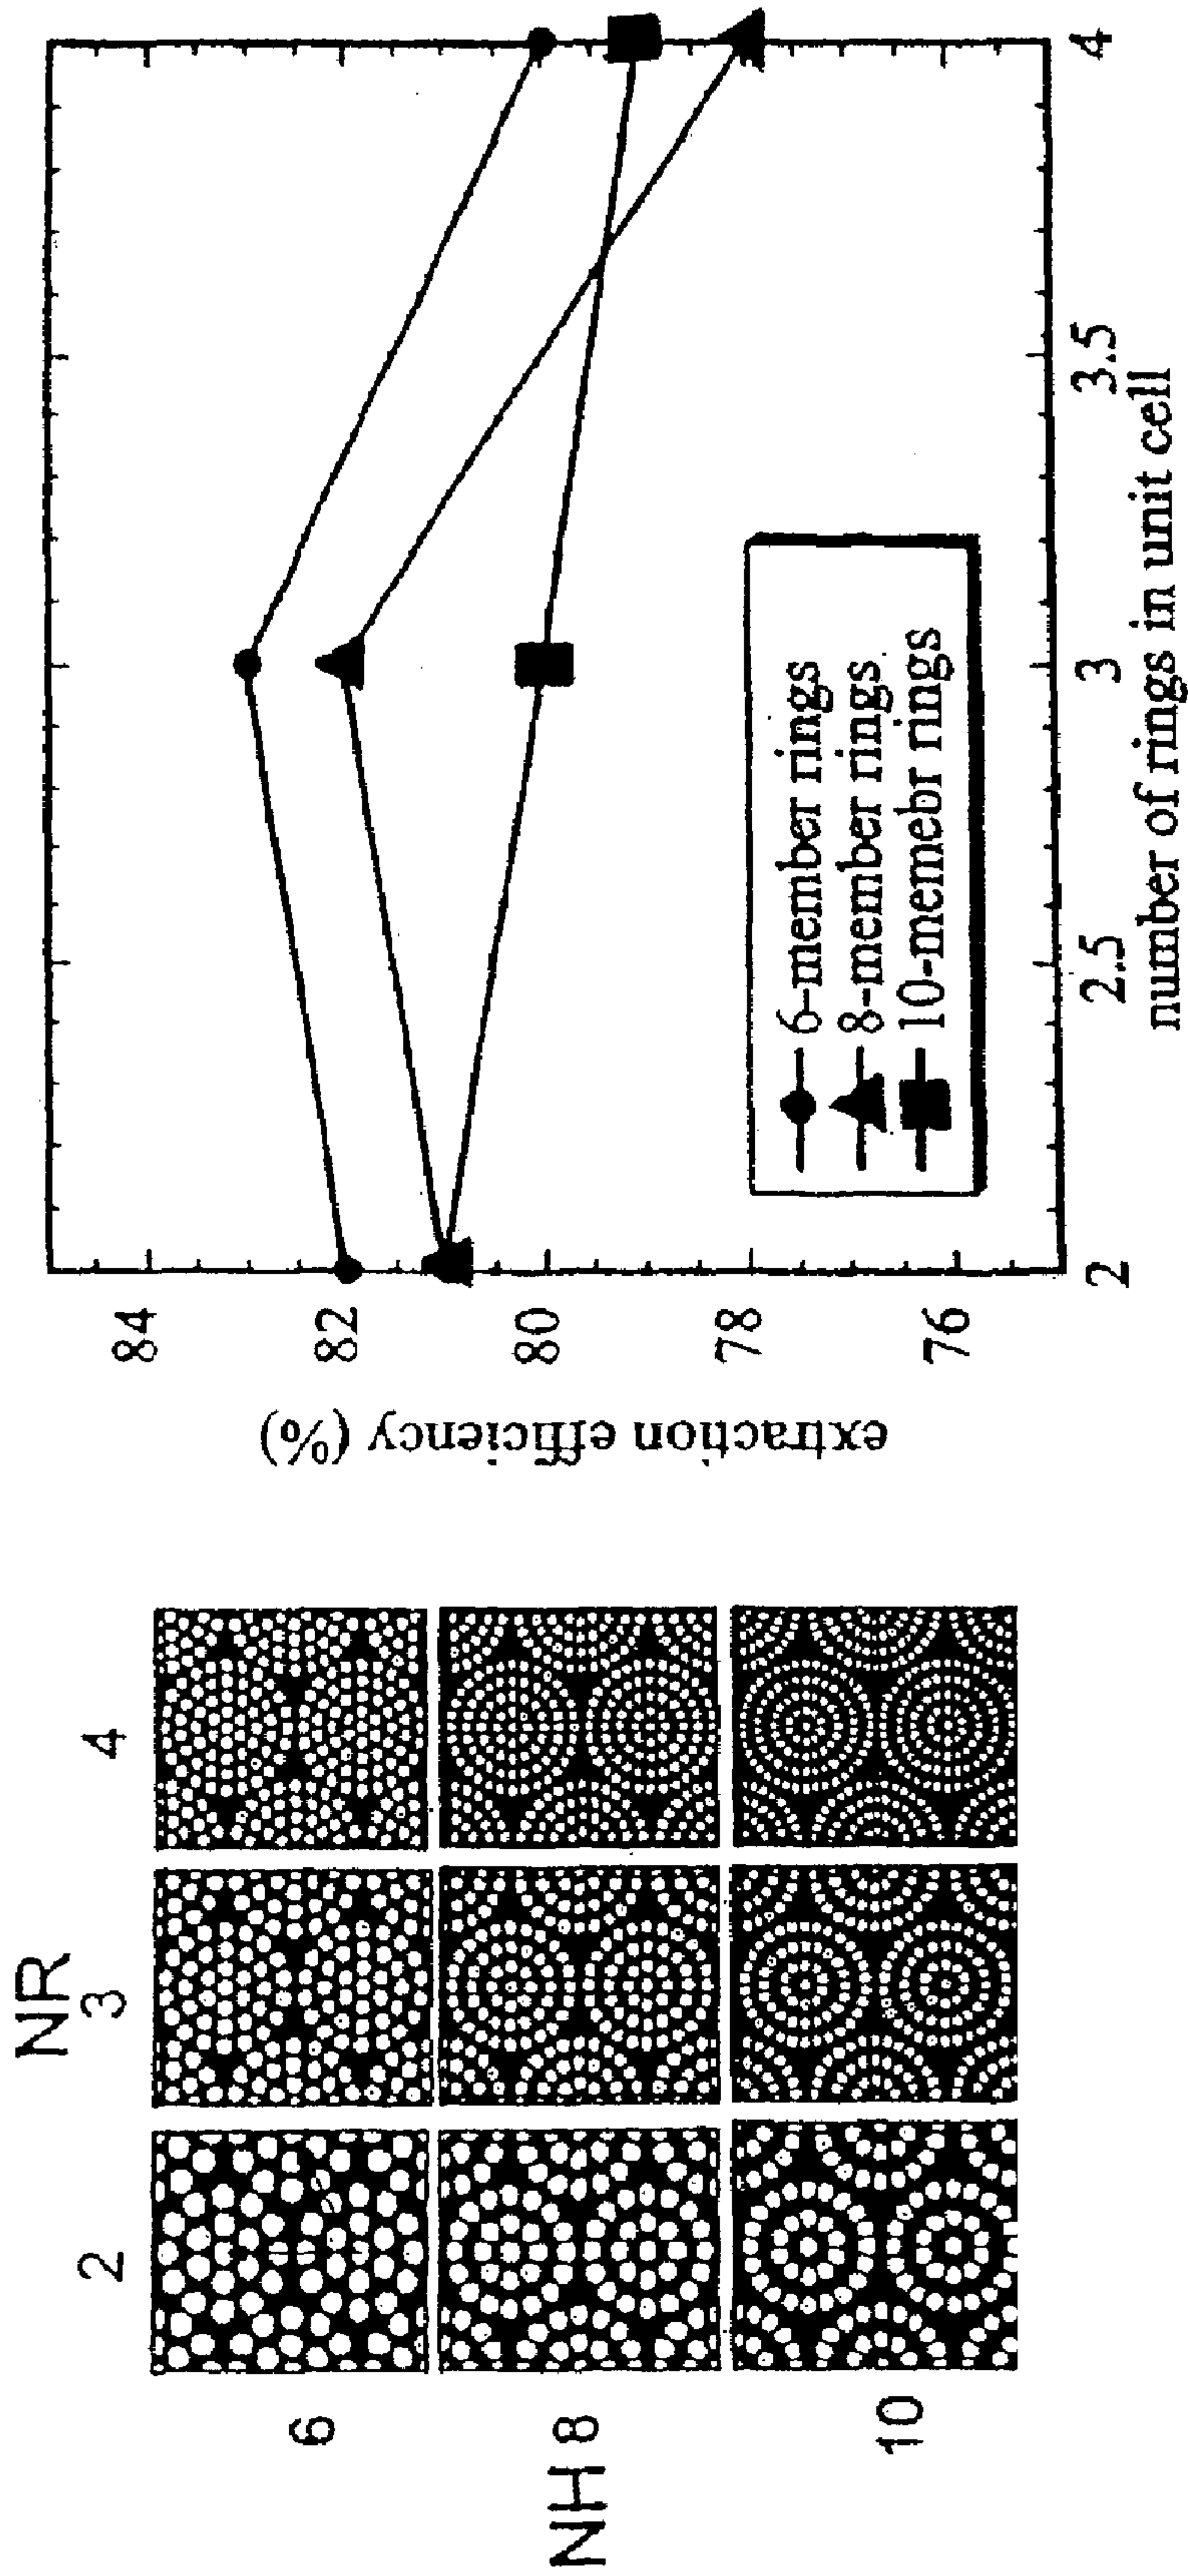 NR
2 3 4
6
NH 8
10
extraction efficiency (%)
84
82
80
78
76
6-member rings
8-member rings
10-memebr rings
2 2.5 3 3.5 4
number of rings in unit cell